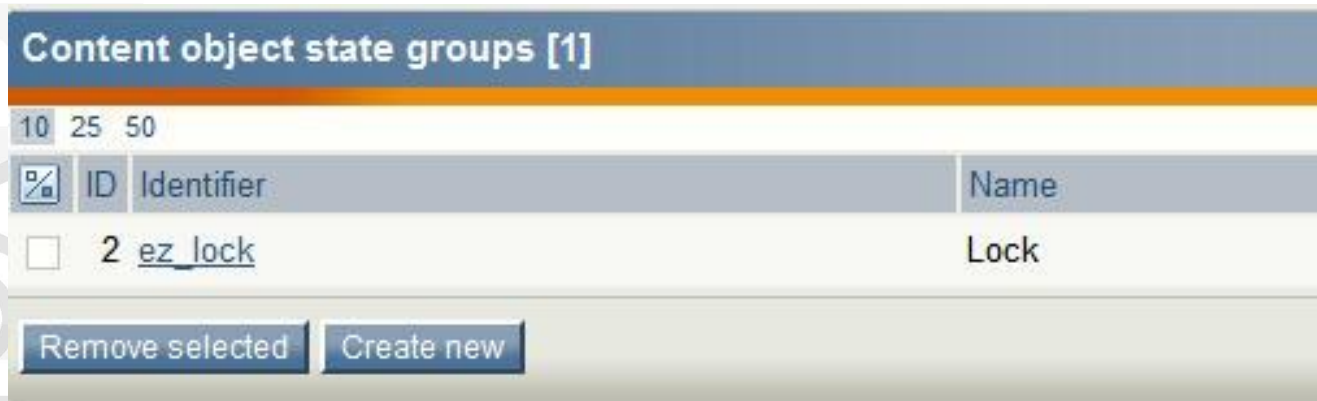 Content object state groups [1]
10 25 50
ID Identifier Name
2 ez_lock Lock
Remove selected Create new